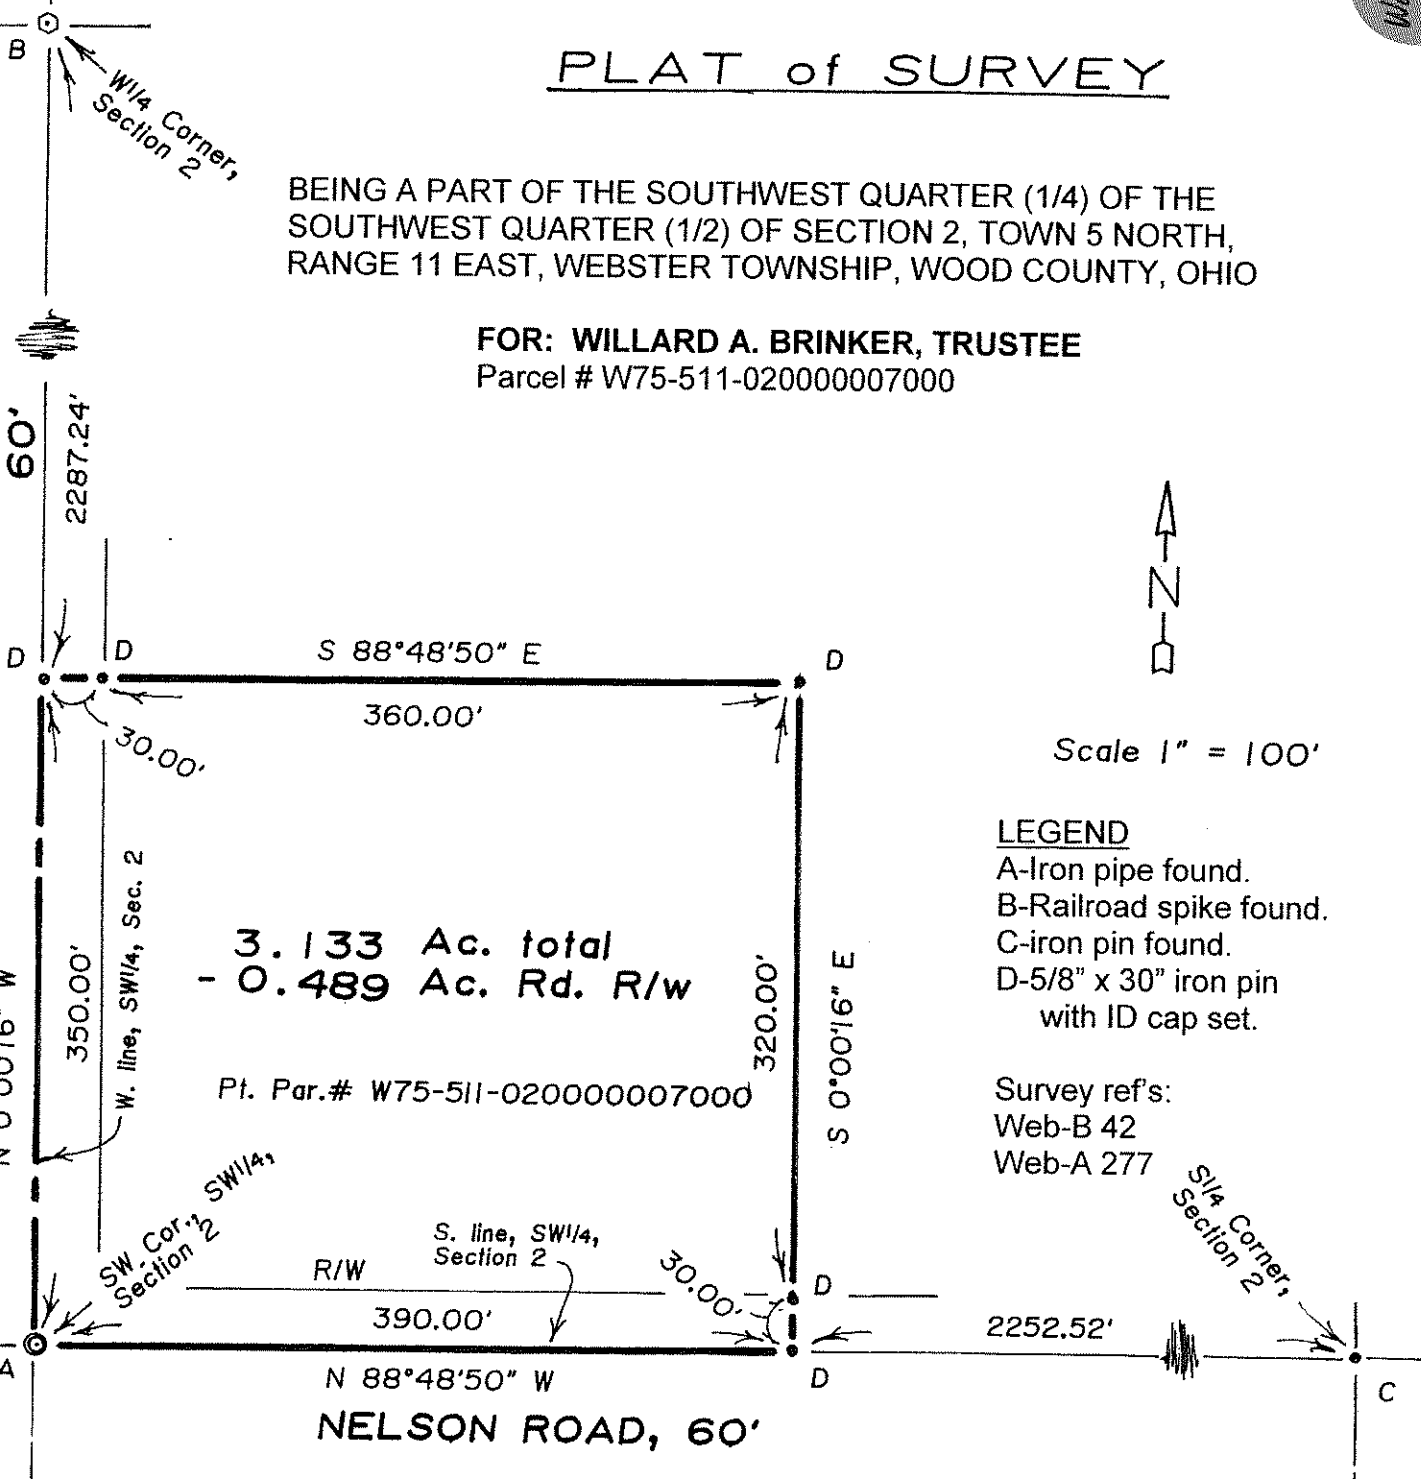 B
W1/4 Corner,
Section 2
PLAT of SURVEY
BEING A PART OF THE SOUTHWEST QUARTER (1/4) OF THE
SOUTHWEST QUARTER (1/2) OF SECTION 2, TOWN 5 NORTH,
RANGE 11 EAST, WEBSTER TOWNSHIP, WOOD COUNTY, OHIO
FOR: WILLARD A. BRINKER, TRUSTEE
Parcel # W75-511-020000007000
60'
2287.24'
N
D
D
S 88°48'50" E
D
360.00'
30.00'
Scale 1" = 100'
LEGEND
A-Iron pipe found.
B-Railroad spike found.
C-iron pin found.
D-5/8" x 30" iron pin
with ID cap set.
Survey ref's:
Web-B 42
Web-A 277
350.00'
W. line, SW1/4, Sec. 2
3.133 Ac. total
- 0.489 Ac. Rd. R/w
Pt. Par.# W75-511-020000007000
320.00'
S 0°00'16" E
N 0°00'16" W
SW. Cor., SW1/4,
Section 2
S. line, SW1/4,
Section 2
R/W
30.00'
D
390.00'
2252.52'
S1/4 Corner,
Section 2
A
N 88°48'50" W
D
C
NELSON ROAD, 60'